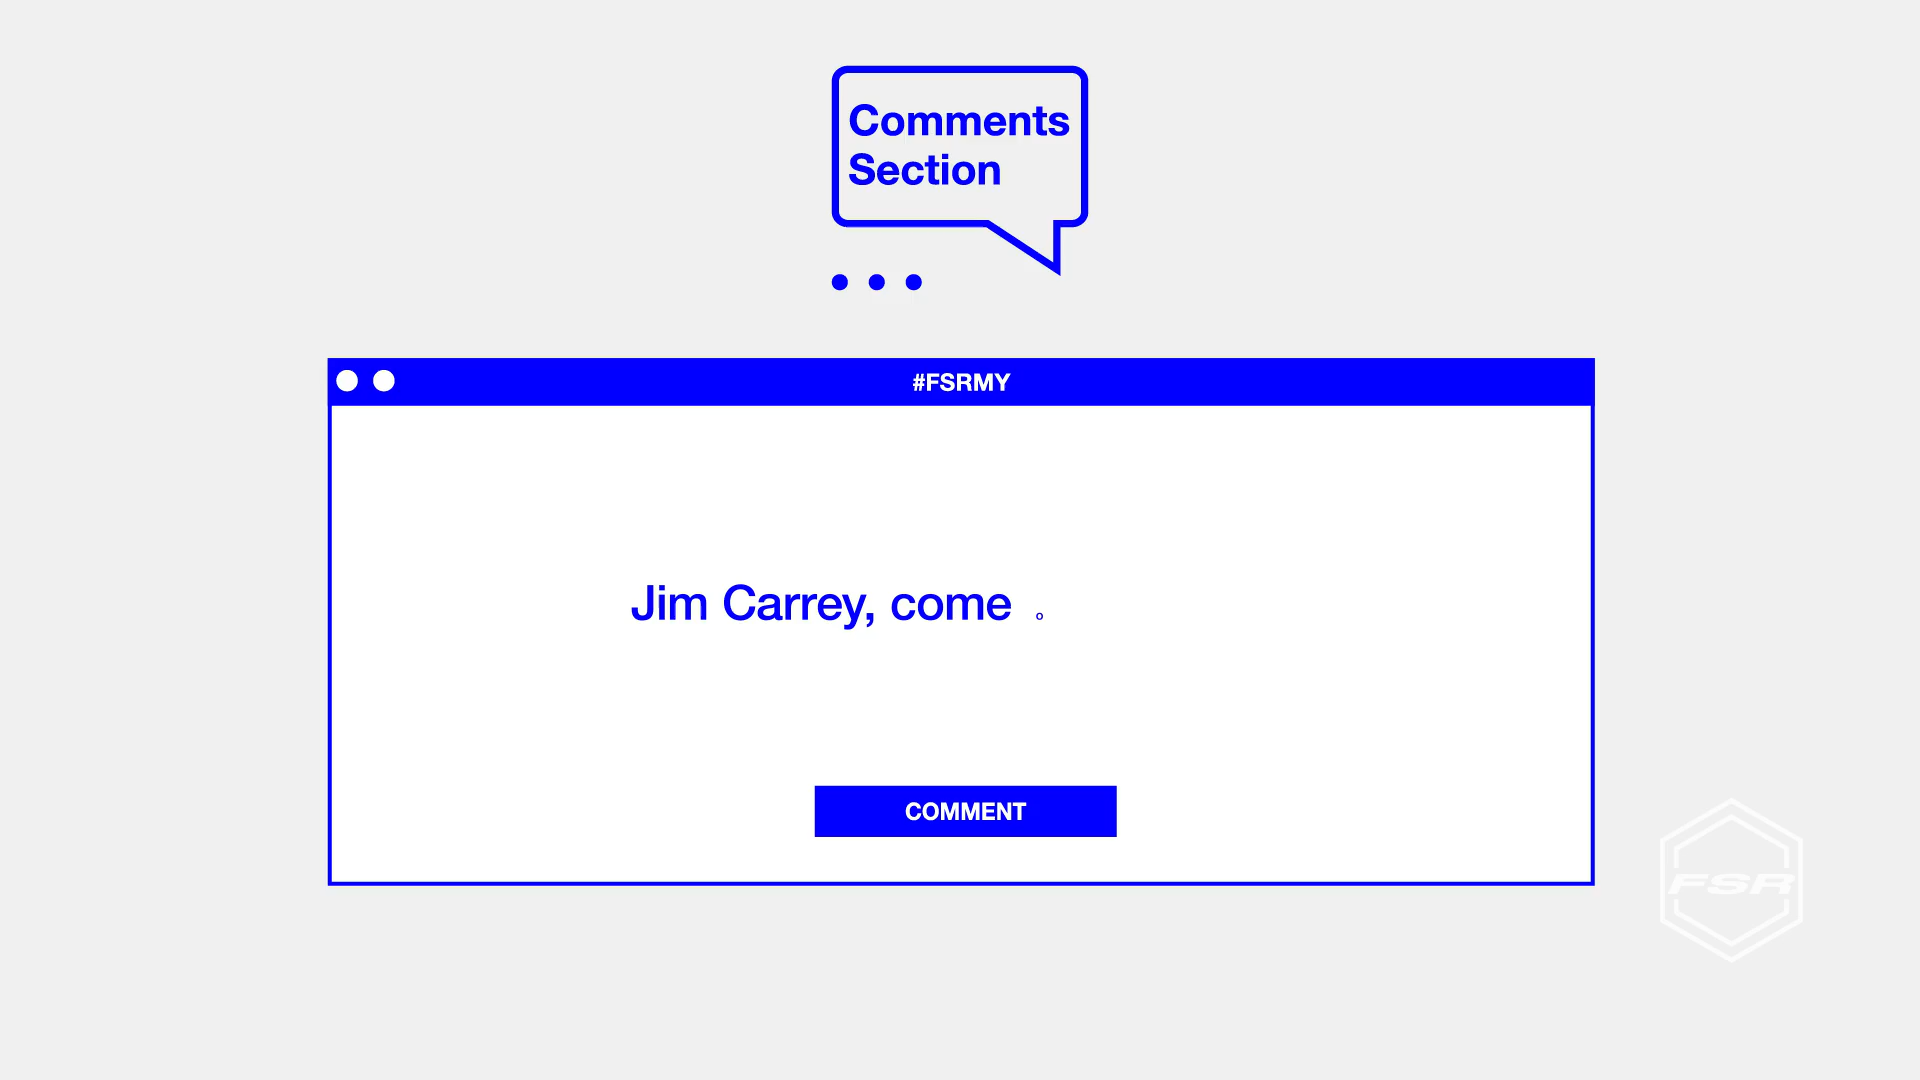 Comments
Section
#FSRMY
Jim Carrey, come
COMMENT
FSR